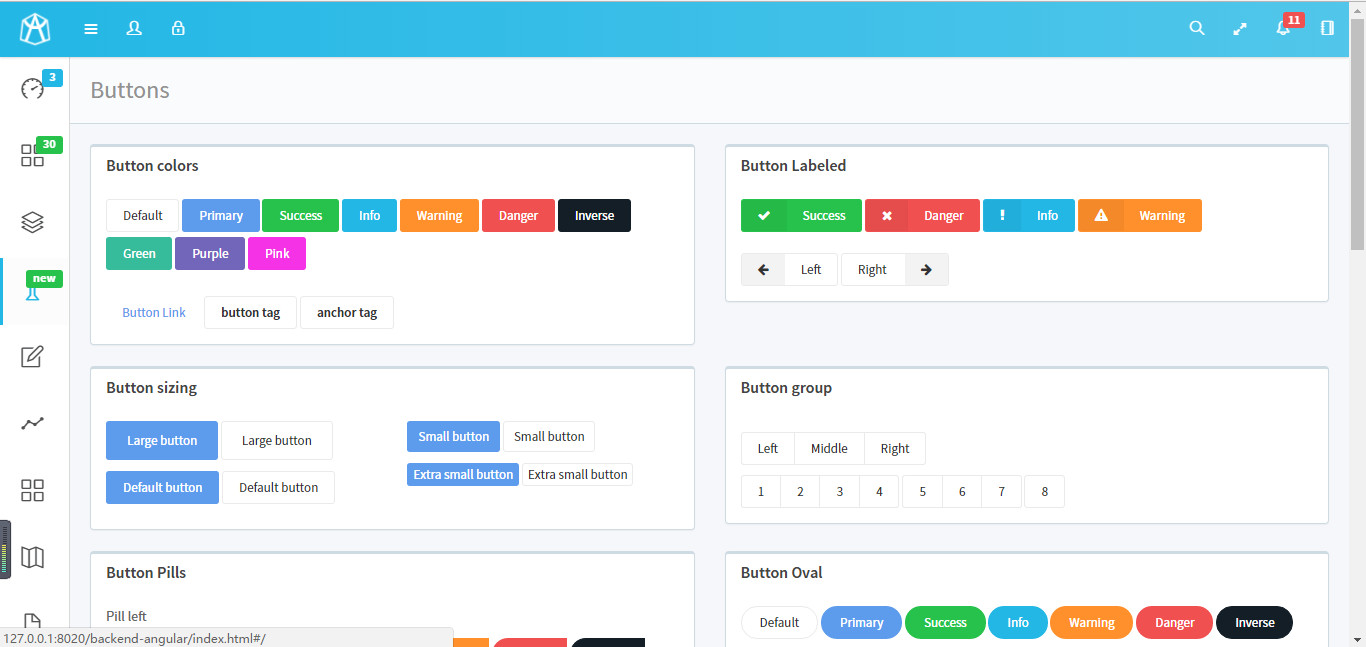 11
3
30
new
Buttons
Button colors
Default Primary Success Info Warning Danger Inverse
Green Purple Pink
Button Link button tag anchor tag
Button Labeled
Success Danger Info Warning
Left Right
Button sizing
Large button Large button Small button Small button
Default button Default button Extra small button Extra small button
Button group
Left Middle Right
1 2 3 4 5 6 7 8
Button Pills
Pill left
Button Oval
Default Primary Success Info Warning Danger Inverse
127.0.0.1:8020/backend-angular/index.html#/